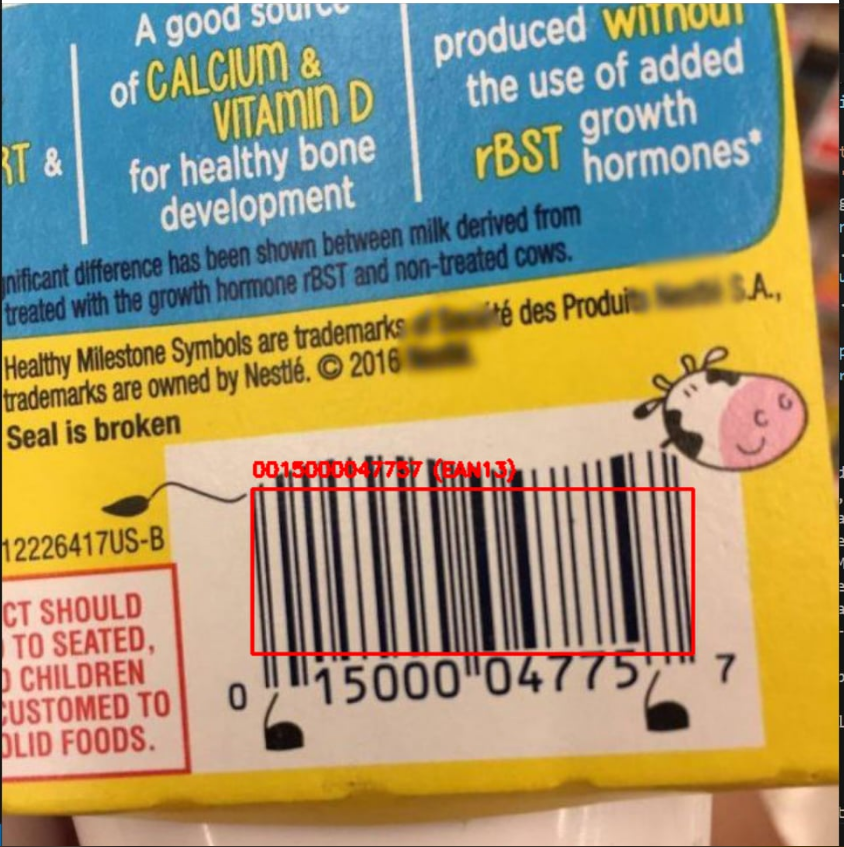 A good source
of CALCIUM &
VITAMIN D
for healthy bone
development
produced without
the use of added
rBST growth
hormones*
RT &
nificant difference has been shown between milk derived from
treated with the growth hormone rBST and non-treated cows.
Healthy Milestone Symbols are trademarks té des Produi S.A.,
trademarks are owned by Nestlé. © 2016
Seal is broken
0015000047757 (EAN13)
12226417US-B
CT SHOULD
TO SEATED,
CHILDREN
CUSTOMED TO
OLID FOODS.
0 15000 04775 7